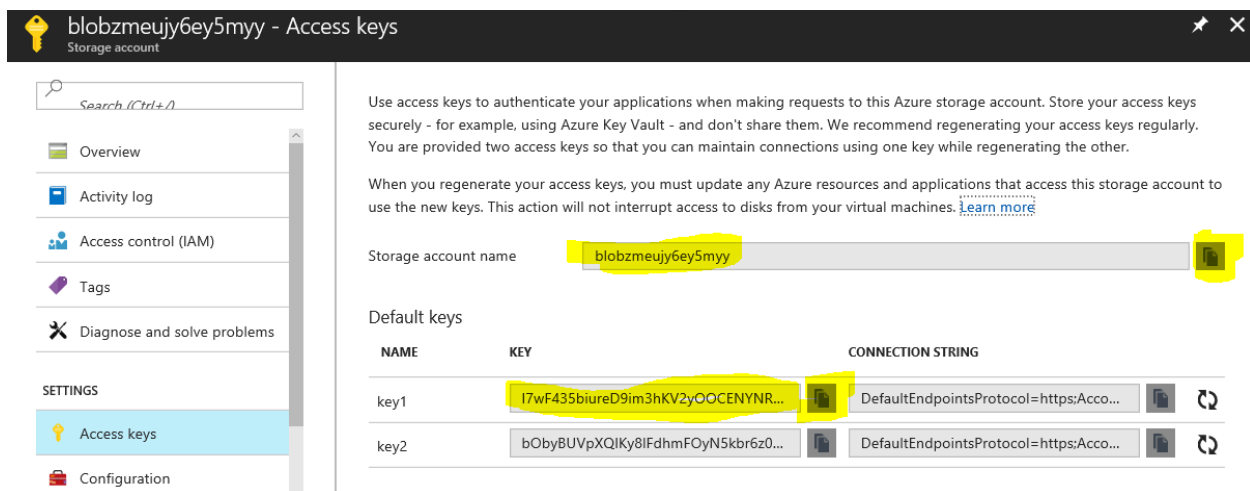 blobzmeujy6ey5myy - Access keys
Storage account
Search (Ctrl+/)
Overview
Activity log
Access control (IAM)
Tags
Diagnose and solve problems
SETTINGS
Access keys
Configuration
Use access keys to authenticate your applications when making requests to this Azure storage account. Store your access keys
securely - for example, using Azure Key Vault - and don't share them. We recommend regenerating your access keys regularly.
You are provided two access keys so that you can maintain connections using one key while regenerating the other.
When you regenerate your access keys, you must update any Azure resources and applications that access this storage account to
use the new keys. This action will not interrupt access to disks from your virtual machines. Learn more
Storage account name blobzmeujy6ey5myy
Default keys
NAME KEY CONNECTION STRING
key1 I7wF435biureD9im3hKV2yOOCENYNR... DefaultEndpointsProtocol=https;Acco...
key2 bObyBUVpXQIKy8IFdhmFOyN5kbr6z0... DefaultEndpointsProtocol=https;Acco...